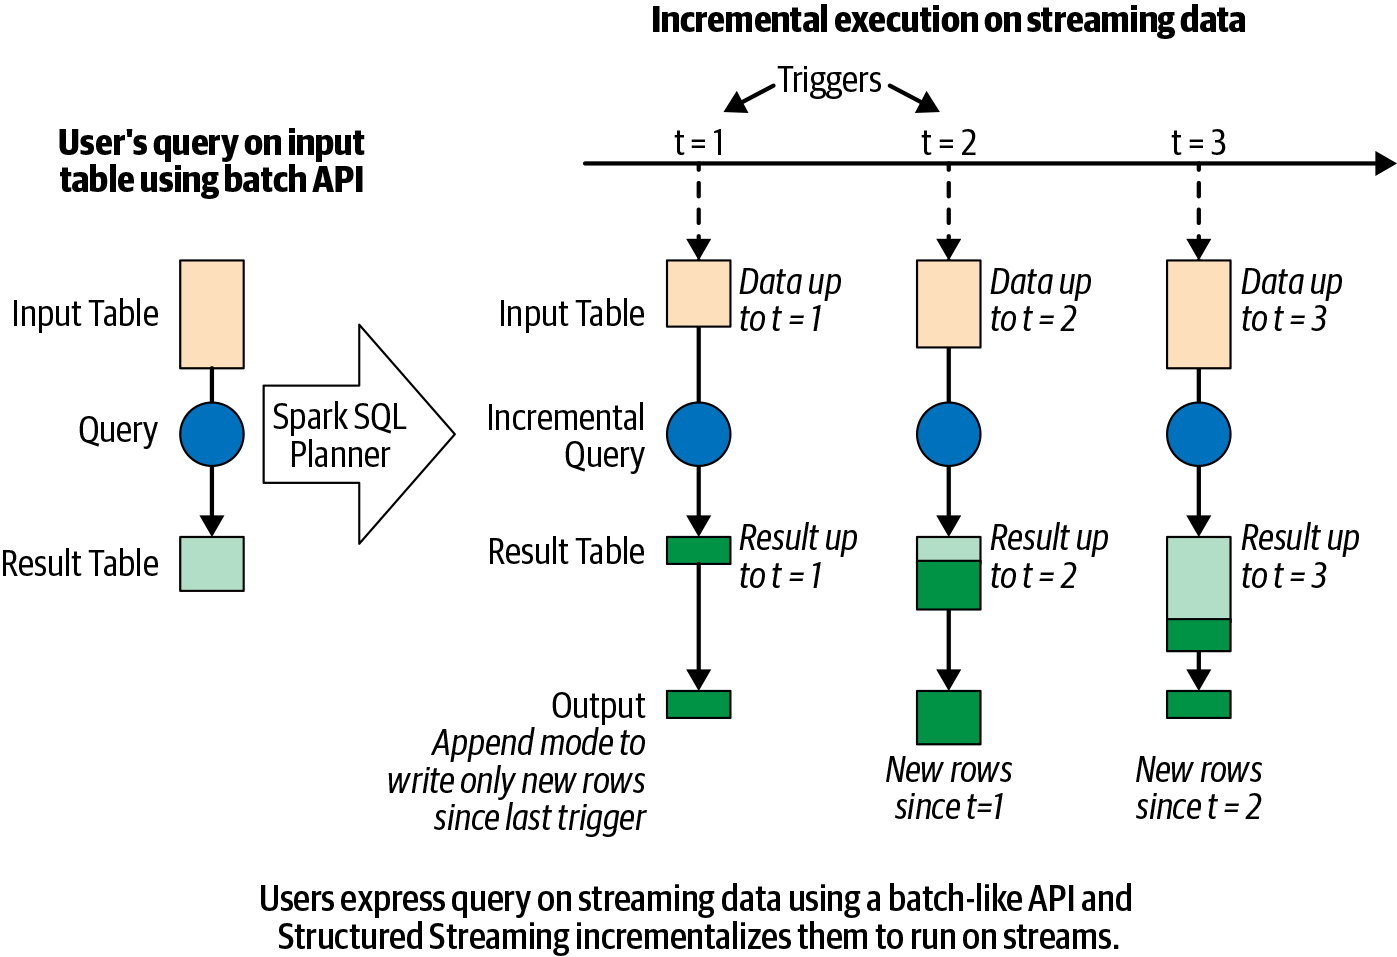 Incremental execution on streaming data
Triggers
User's query on input
table using batch API
t = 1
t = 2
t = 3
Input Table
Query
Result Table
Spark SQL
Planner
Input Table
Data up
to t = 1
Data up
to t = 2
Data up
to t = 3
Incremental
Query
Result Table
Result up
to t = 1
Result up
to t = 2
Result up
to t = 3
Output
Append mode to
write only new rows
since last trigger
New rows
since t=1
New rows
since t = 2
Users express query on streaming data using a batch-like API and
Structured Streaming incrementalizes them to run on streams.